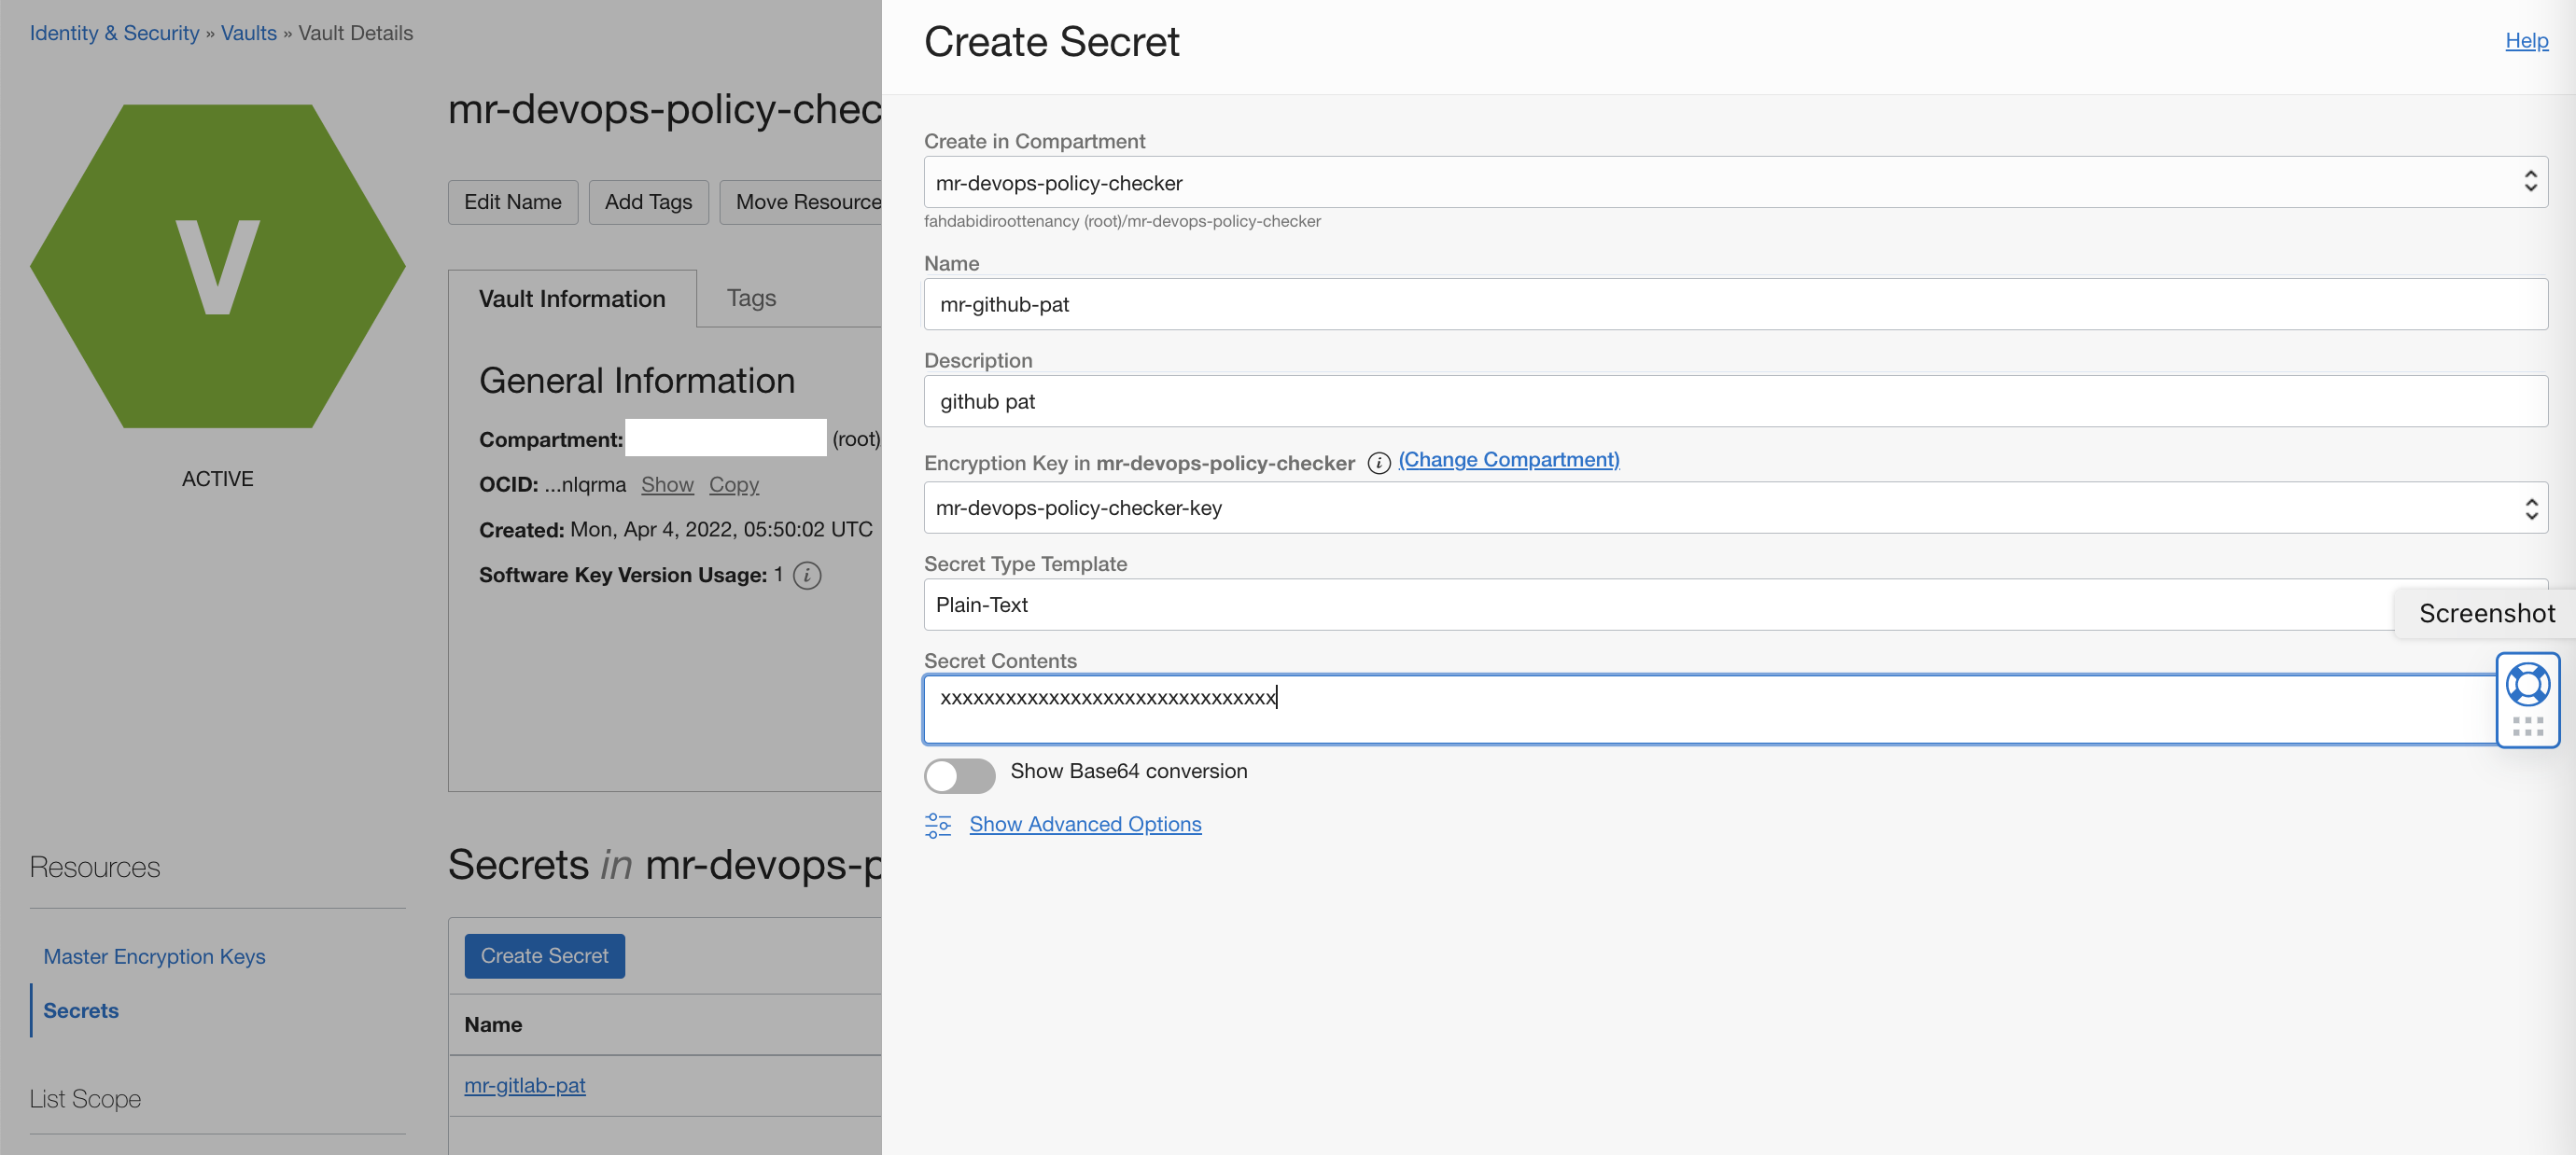 Identity & Security » Vaults » Vault Details
V
ACTIVE
mr-devops-policy-chec
Edit Name
Add Tags
Move Resource
Vault Information
Tags
General Information
Compartment: (root)
OCID: ...nlqrma Show Copy
Created: Mon, Apr 4, 2022, 05:50:02 UTC
Software Key Version Usage: 1 i
Resources
Master Encryption Keys
Secrets
List Scope
Secrets in mr-devops-p
Create Secret
Name
mr-gitlab-pat
Create Secret
Help
Create in Compartment
mr-devops-policy-checker
fahdabidiroottenancy (root)/mr-devops-policy-checker
Name
mr-github-pat
Description
github pat
Encryption Key in mr-devops-policy-checker i (Change Compartment)
mr-devops-policy-checker-key
Secret Type Template
Plain-Text
Screenshot
Secret Contents
xxxxxxxxxxxxxxxxxxxxxxxxxxxxxxx
Show Base64 conversion
Show Advanced Options